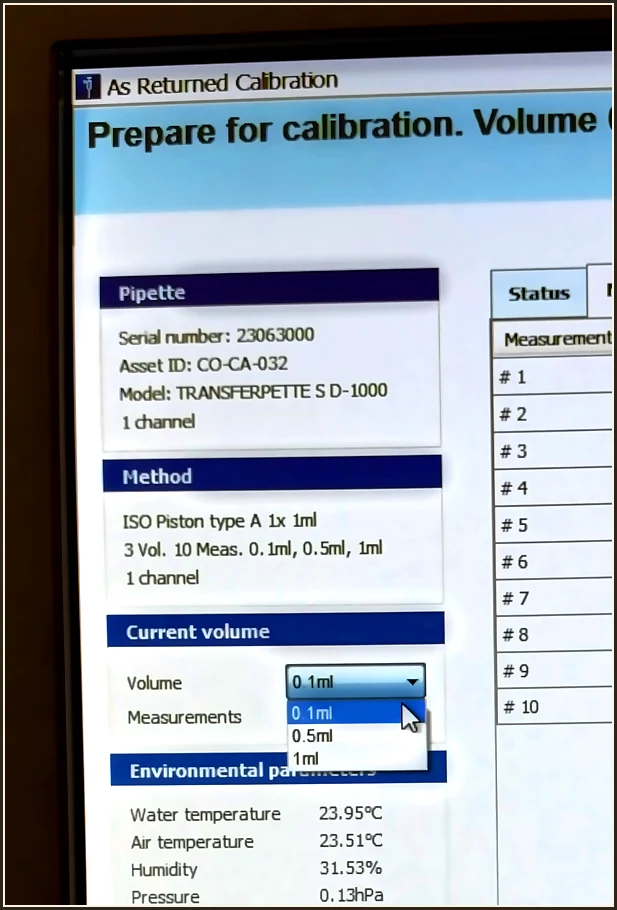 As Returned Calibration
Prepare for calibration. Volume
Pipette
Serial number: 23063000
Asset ID: CO-CA-032
Model: TRANSFERPETTE S D-1000
1 channel
Method
ISO Piston type A 1x 1ml
3 Vol. 10 Meas. 0.1ml, 0.5ml, 1ml
1 channel
Current volume
Volume 0.1ml
Measurements
0.1ml
0.5ml
1ml
Environmental parameters
Water temperature 23.95ºC
Air temperature 23.51ºC
Humidity 31.53%
Pressure 0.13hPa
Status
Measurement
# 1
# 2
# 3
# 4
# 5
# 6
# 7
# 8
# 9
# 10